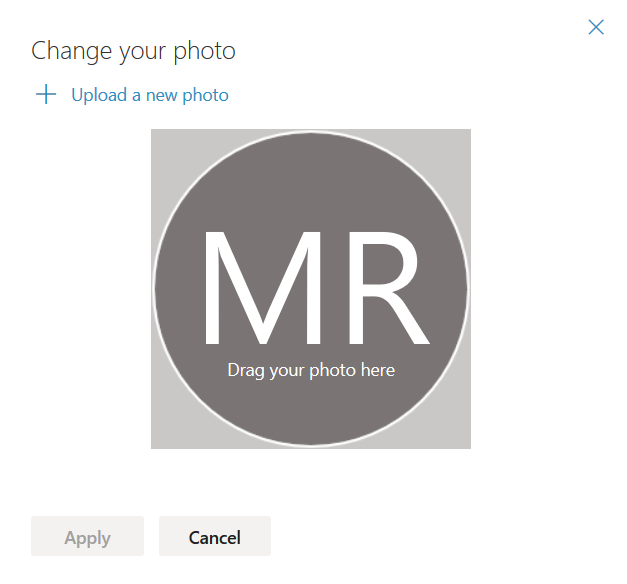 Change your photo
Upload a new photo
MR
Drag your photo here
Apply
Cancel